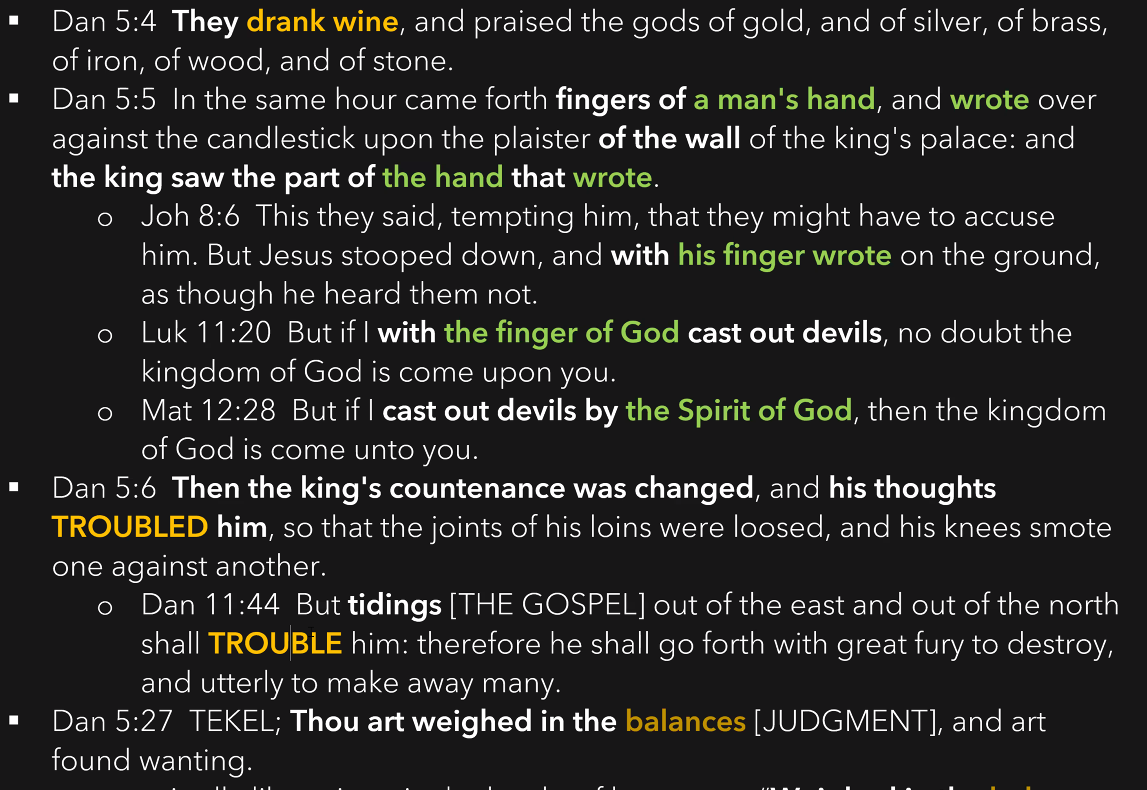 ▪ Dan 5:4 They drank wine, and praised the gods of gold, and of silver, of brass,
of iron, of wood, and of stone.
▪ Dan 5:5 In the same hour came forth fingers of a man's hand, and wrote over
against the candlestick upon the plaister of the wall of the king's palace: and
the king saw the part of the hand that wrote.
o Joh 8:6 This they said, tempting him, that they might have to accuse
him. But Jesus stooped down, and with his finger wrote on the ground,
as though he heard them not.
o Luk 11:20 But if I with the finger of God cast out devils, no doubt the
kingdom of God is come upon you.
o Mat 12:28 But if I cast out devils by the Spirit of God, then the kingdom
of God is come unto you.
▪ Dan 5:6 Then the king's countenance was changed, and his thoughts
TROUBLED him, so that the joints of his loins were loosed, and his knees smote
one against another.
o Dan 11:44 But tidings [THE GOSPEL] out of the east and out of the north
shall TROUBLE him: therefore he shall go forth with great fury to destroy,
and utterly to make away many.
▪ Dan 5:27 TEKEL; Thou art weighed in the balances [JUDGMENT], and art
found wanting.